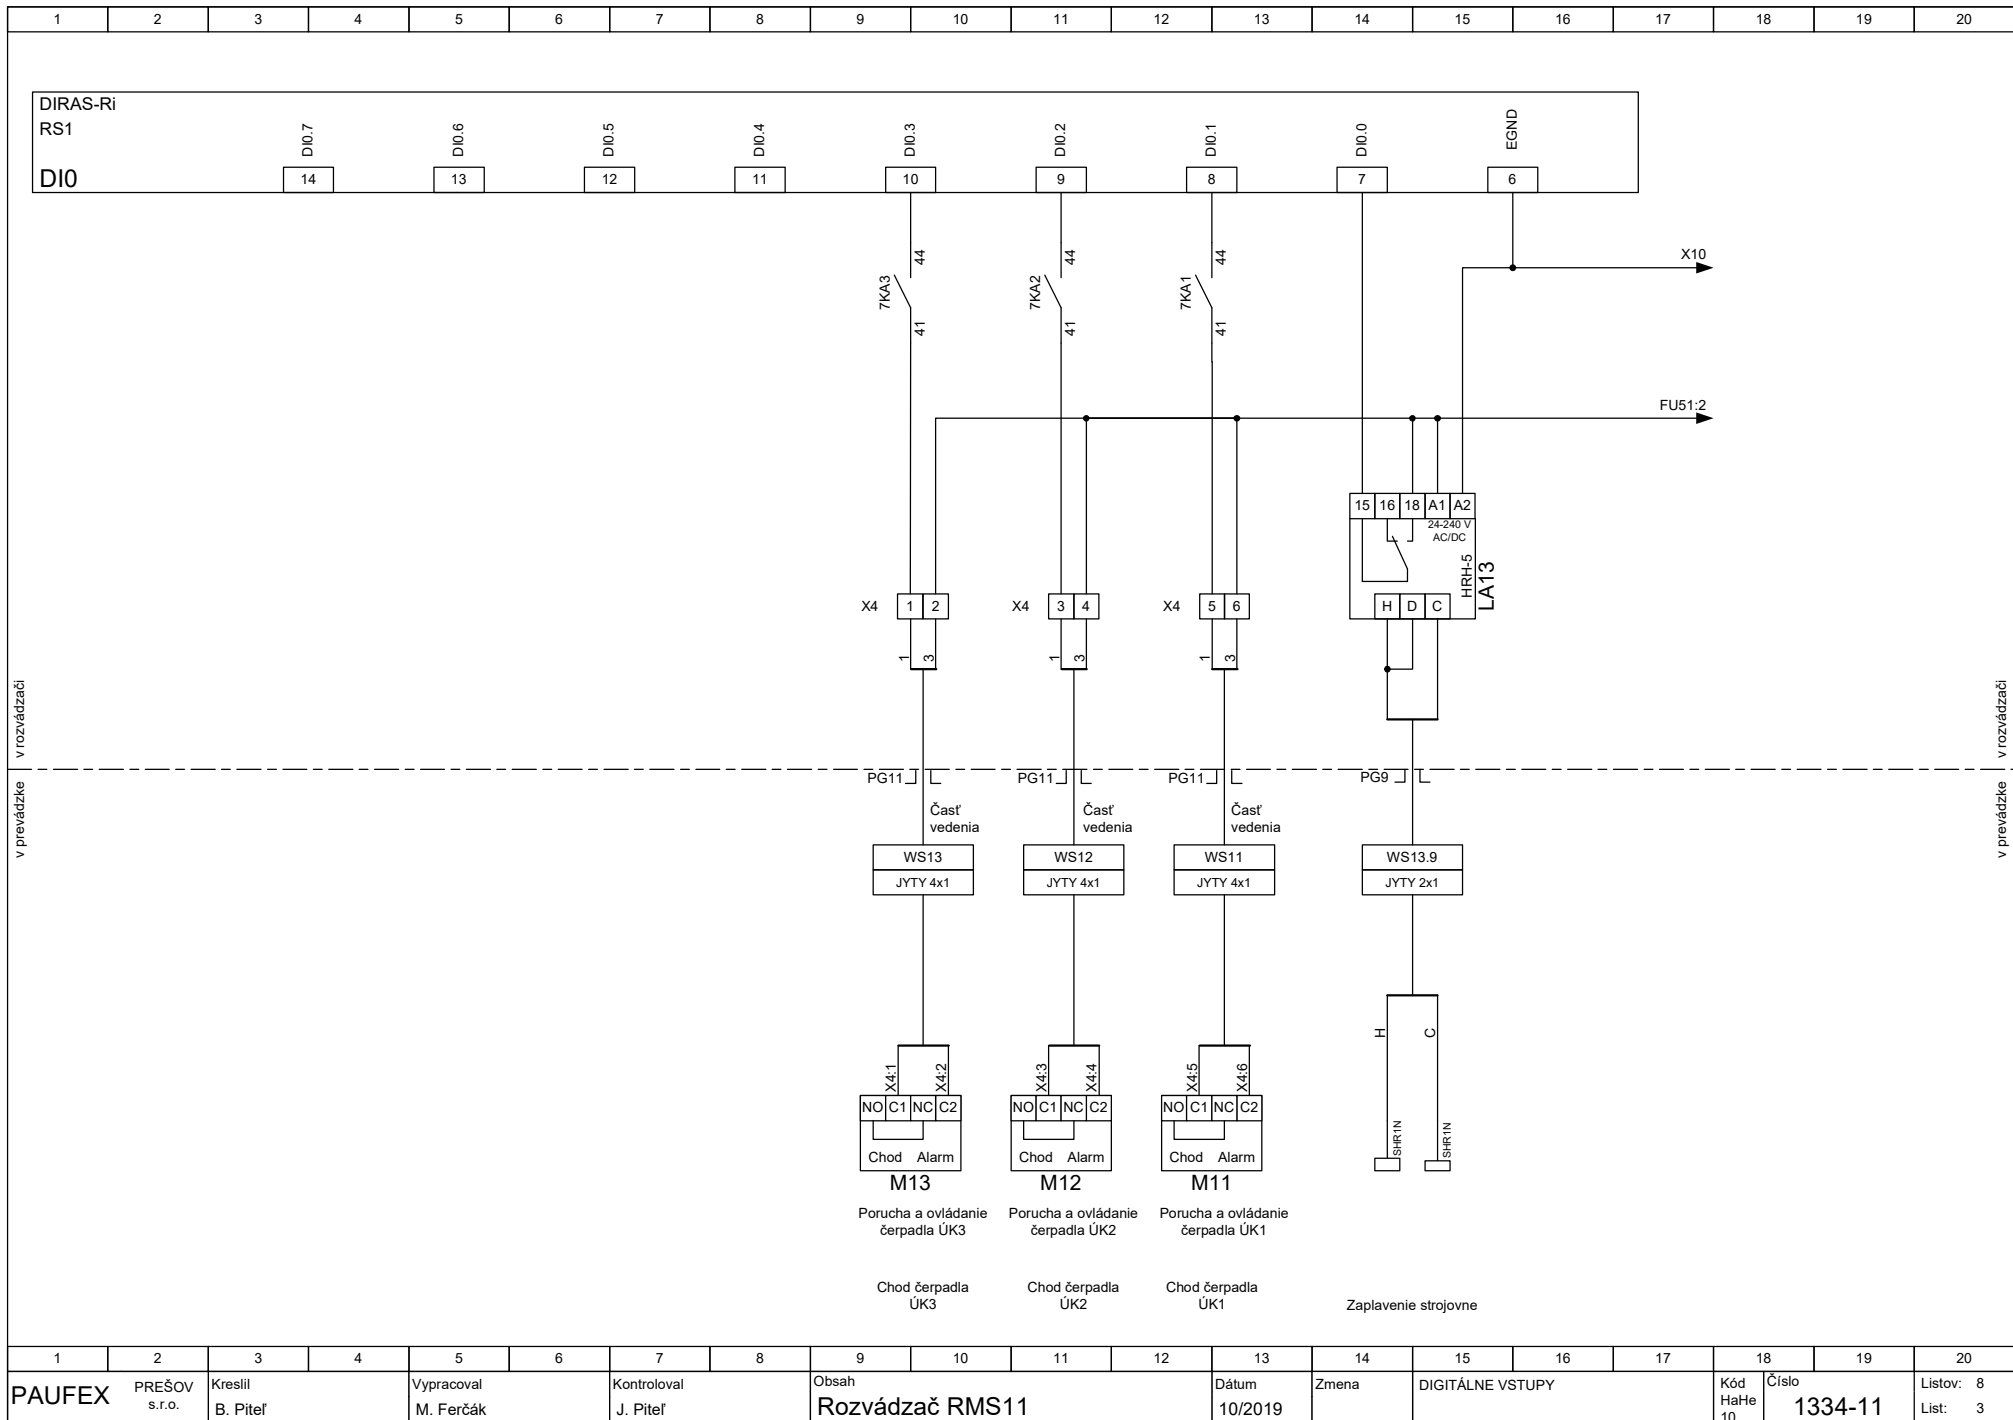 1 2 3 4 5 6 7 8 9 10 11 12 13 14 15 16 17 18 19 20
DIRAS-Ri
RS1
DI0
DI0.7 DI0.6 DI0.5 DI0.4 DI0.3 DI0.2 DI0.1 DI0.0 EGND
14 13 12 11 10 9 8 7 6
44 44 44
X10
7KA3 7KA2 7KA1
41 41 41
FU51:2
15 16 18 A1 A2
24-240 V
AC/DC
HRH-5
LA13
X4 1 2 X4 3 4 X4 5 6 H D C
1 3 1 3 1 3
v rozvádzači v rozvádzači
v prevádzke v prevádzke
PG11 PG11 PG11 PG9
Časť Časť Časť
vedenia vedenia vedenia
WS13 WS12 WS11 WS13.9
JYTY 4x1 JYTY 4x1 JYTY 4x1 JYTY 2x1
H C
X4:1 X4:2 X4:3 X4:4 X4:5 X4:6
NO C1 NC C2 NO C1 NC C2 NO C1 NC C2
SHR1N SHR1N
Chod Alarm Chod Alarm Chod Alarm
M13 M12 M11
Porucha a ovládanie Porucha a ovládanie Porucha a ovládanie
čerpadla ÚK3 čerpadla ÚK2 čerpadla ÚK1
Chod čerpadla Chod čerpadla Chod čerpadla
ÚK3 ÚK2 ÚK1
Zaplavenie strojovne
1 2 3 4 5 6 7 8 9 10 11 12 13 14 15 16 17 18 19 20
PAUFEX PREŠOV s.r.o.
Kreslil
B. Piteľ
Vypracoval
M. Ferčák
Kontroloval
J. Piteľ
Obsah
Rozvádzač RMS11
Dátum
10/2019
Zmena
DIGITÁLNE VSTUPY
Kód
HaHe
10
Číslo
1334-11
Listov: 8
List: 3